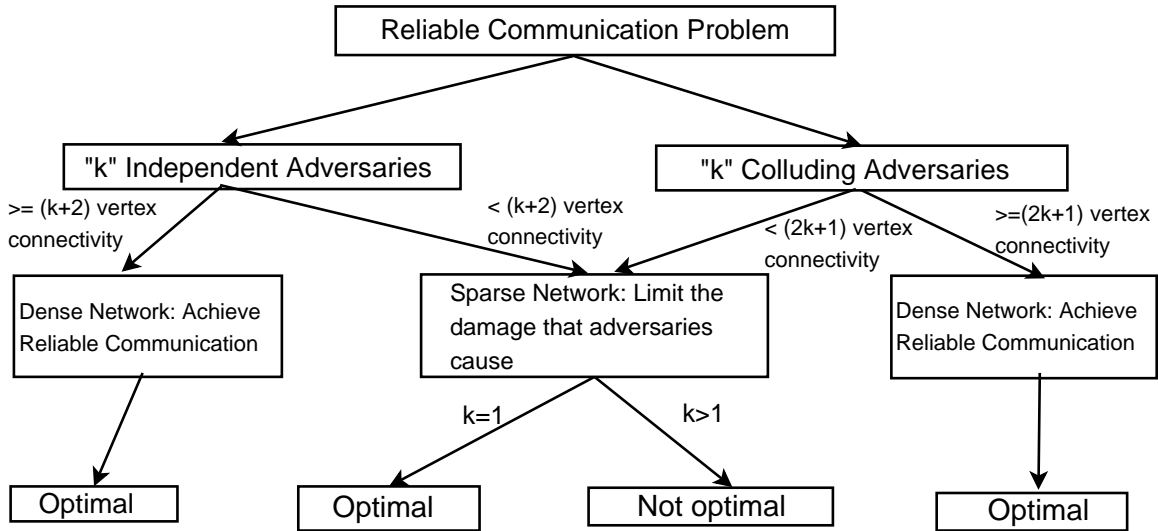 Reliable Communication Problem
"k" Independent Adversaries
"k" Colluding Adversaries
>= (k+2) vertex
connectivity
< (k+2) vertex
connectivity
< (2k+1) vertex
connectivity
>=(2k+1) vertex
connectivity
Dense Network: Achieve
Reliable Communication
Sparse Network: Limit the
damage that adversaries
cause
Dense Network: Achieve
Reliable Communication
k=1
k>1
Optimal
Optimal
Not optimal
Optimal